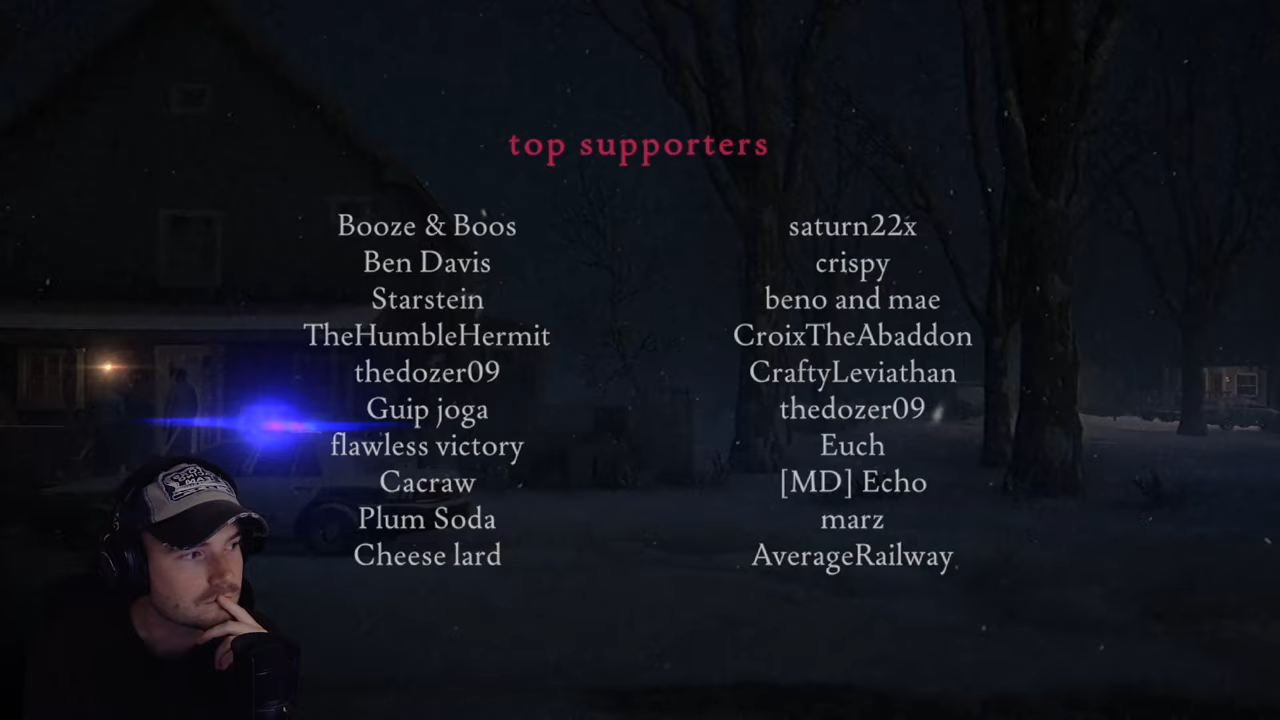 top supporters
Booze & Boos
Ben Davis
Starstein
TheHumbleHermit
thedozer09
Guip joga
flawless victory
Cacraw
Plum Soda
Cheese lard
saturn22x
crispy
beno and mae
CroixTheAbaddon
CraftyLeviathan
thedozer09
Euch
[MD] Echo
marz
AverageRailway